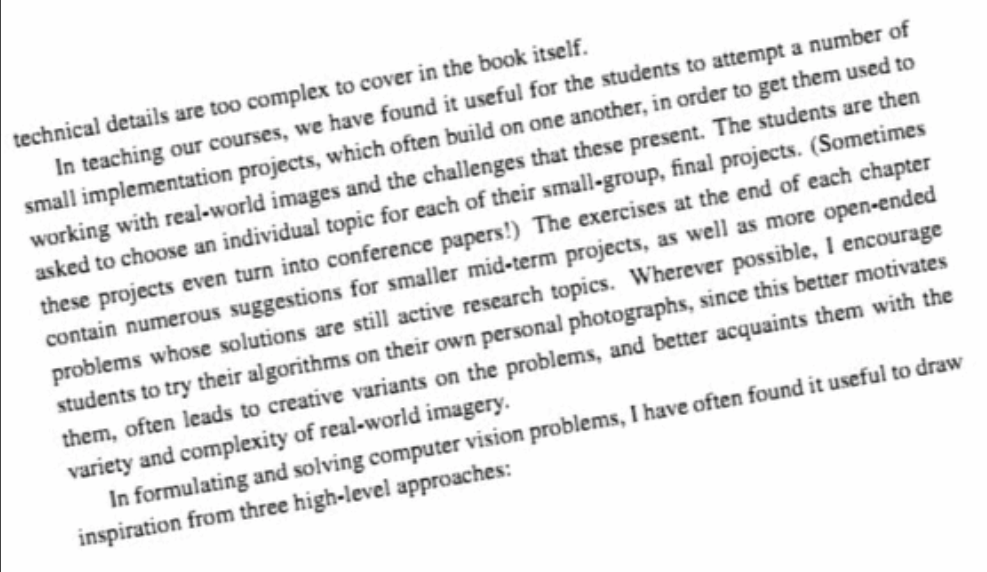 technical details are too complex to cover in the book itself.
In teaching our courses, we have found it useful for the students to attempt a number of
small implementation projects, which often build on one another, in order to get them used to
working with real-world images and the challenges that these present. The students are then
asked to choose an individual topic for each of their small-group, final projects. (Sometimes
these projects even turn into conference papers!) The exercises at the end of each chapter
contain numerous suggestions for smaller mid-term projects, as well as more open-ended
problems whose solutions are still active research topics. Wherever possible, I encourage
students to try their algorithms on their own personal photographs, since this better motivates
them, often leads to creative variants on the problems, and better acquaints them with the
variety and complexity of real-world imagery.
In formulating and solving computer vision problems, I have often found it useful to draw
inspiration from three high-level approaches: